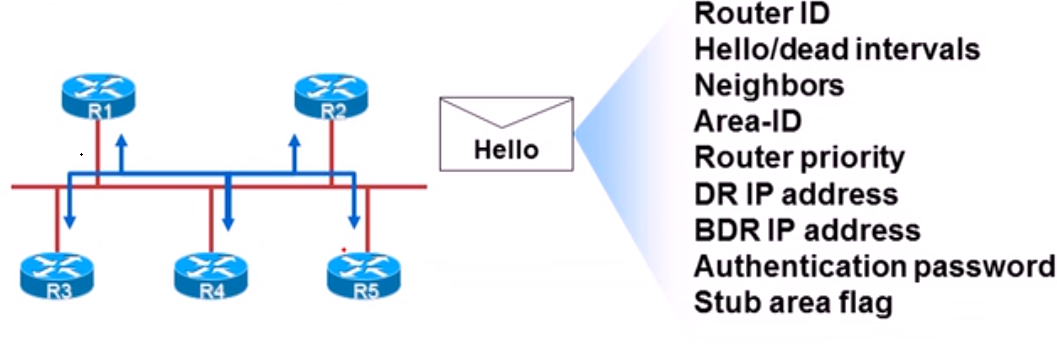 R1
R2
R3
R4
R5
Hello
Router ID
Hello/dead intervals
Neighbors
Area-ID
Router priority
DR IP address
BDR IP address
Authentication password
Stub area flag